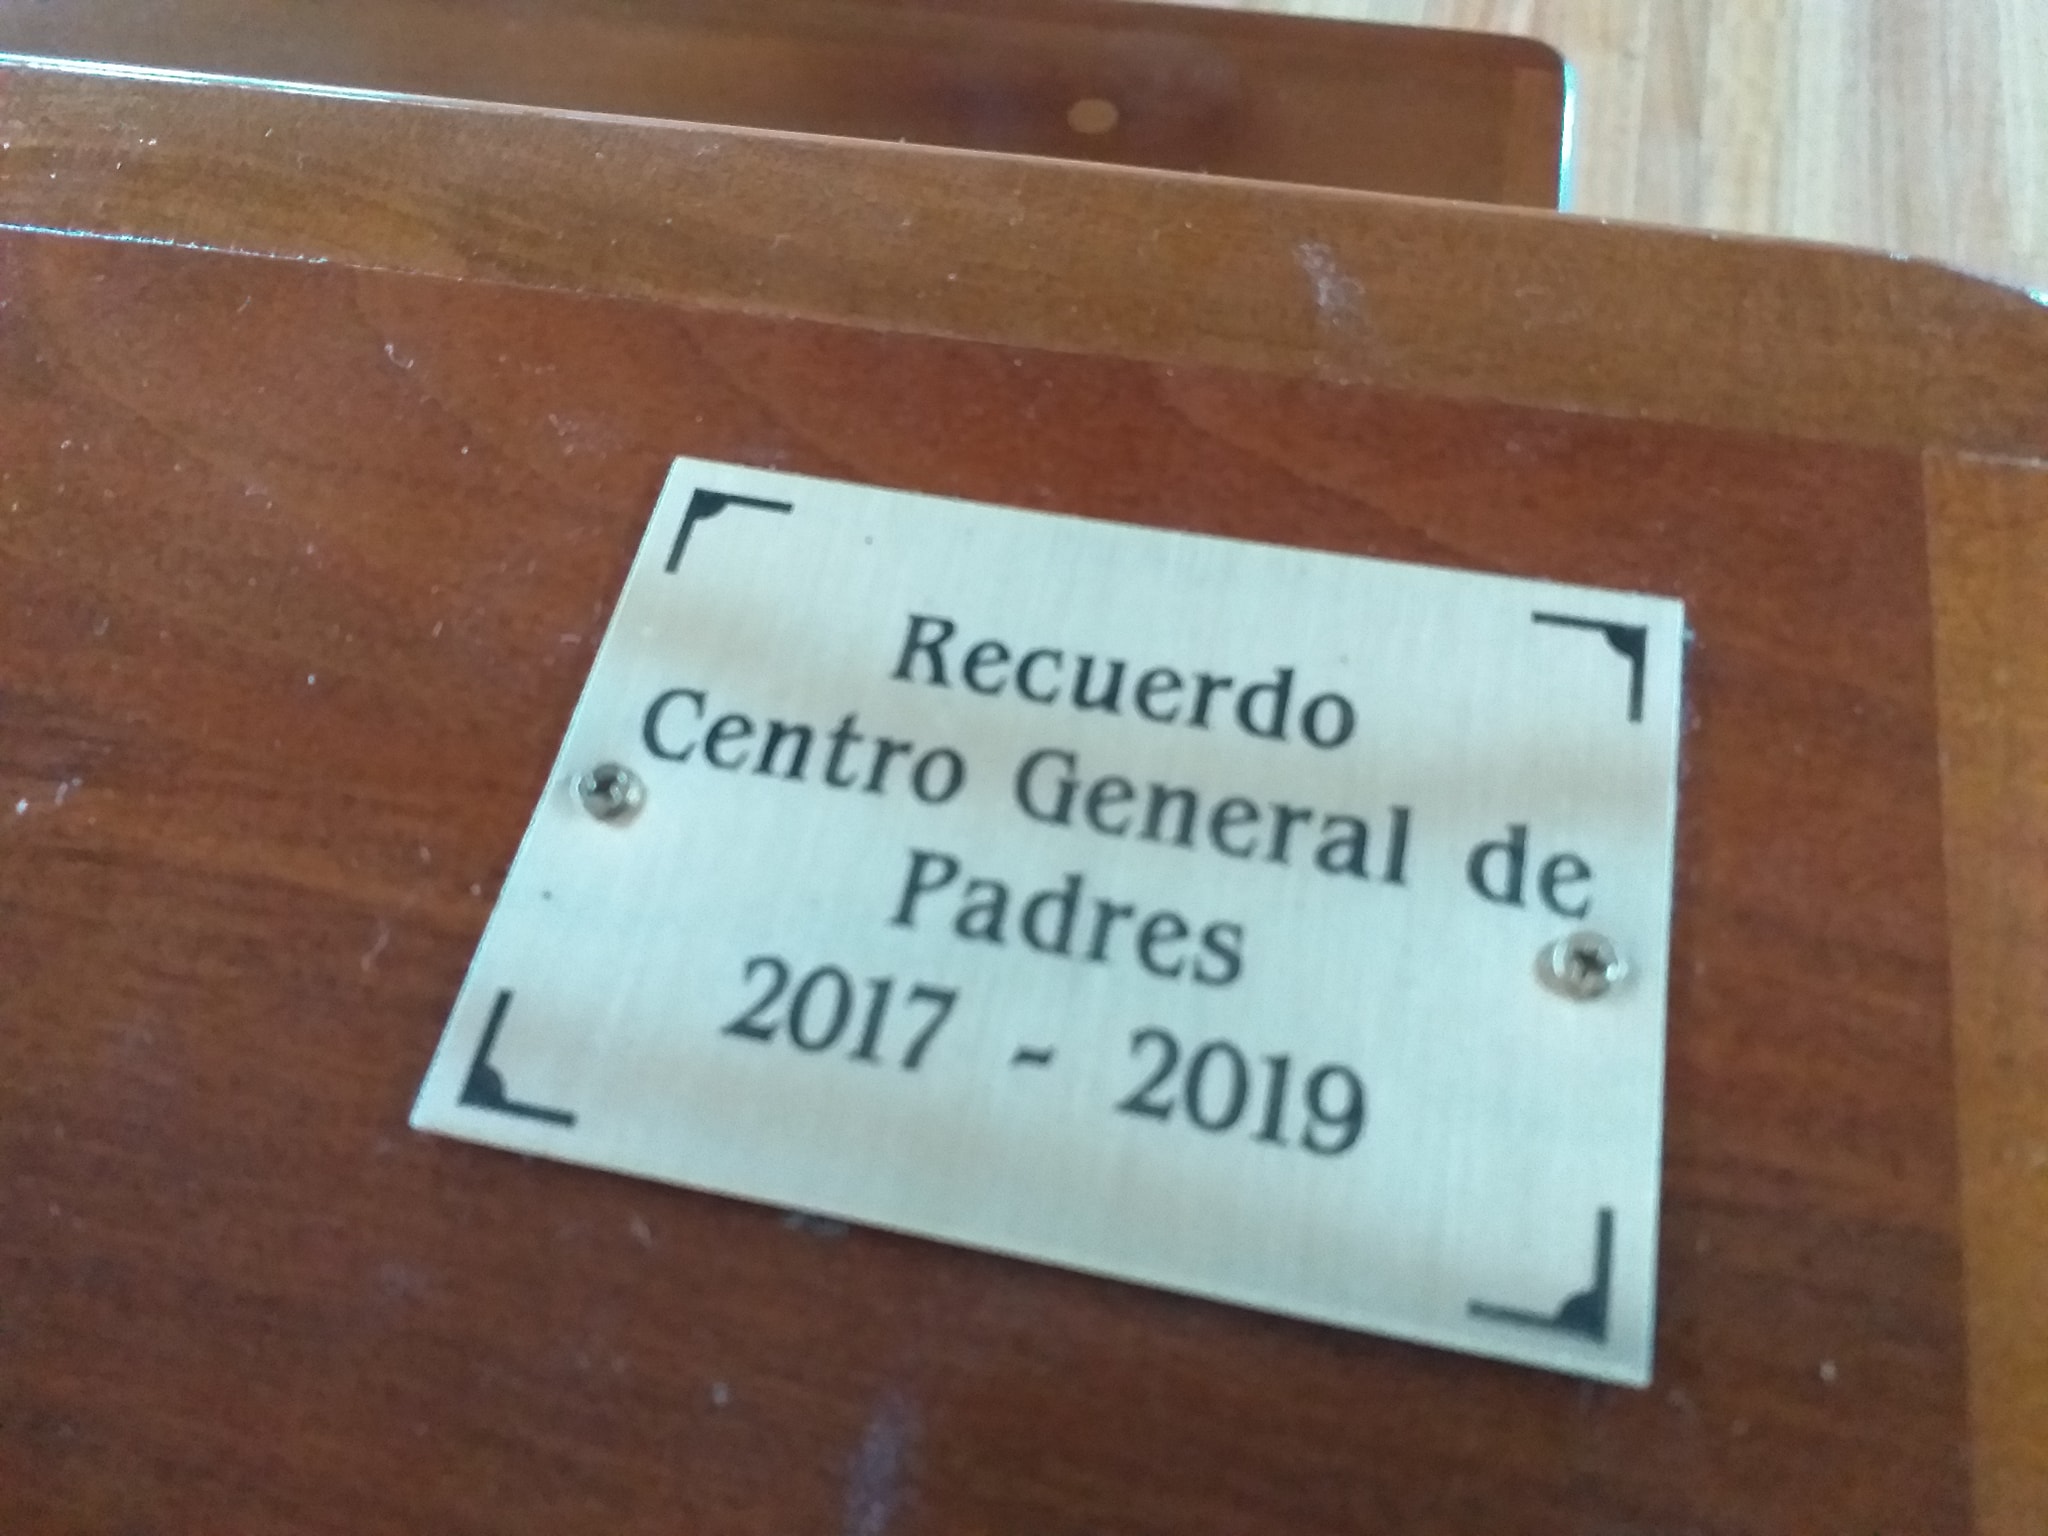 Recuerdo
Centro General de
Padres
2017 - 2019